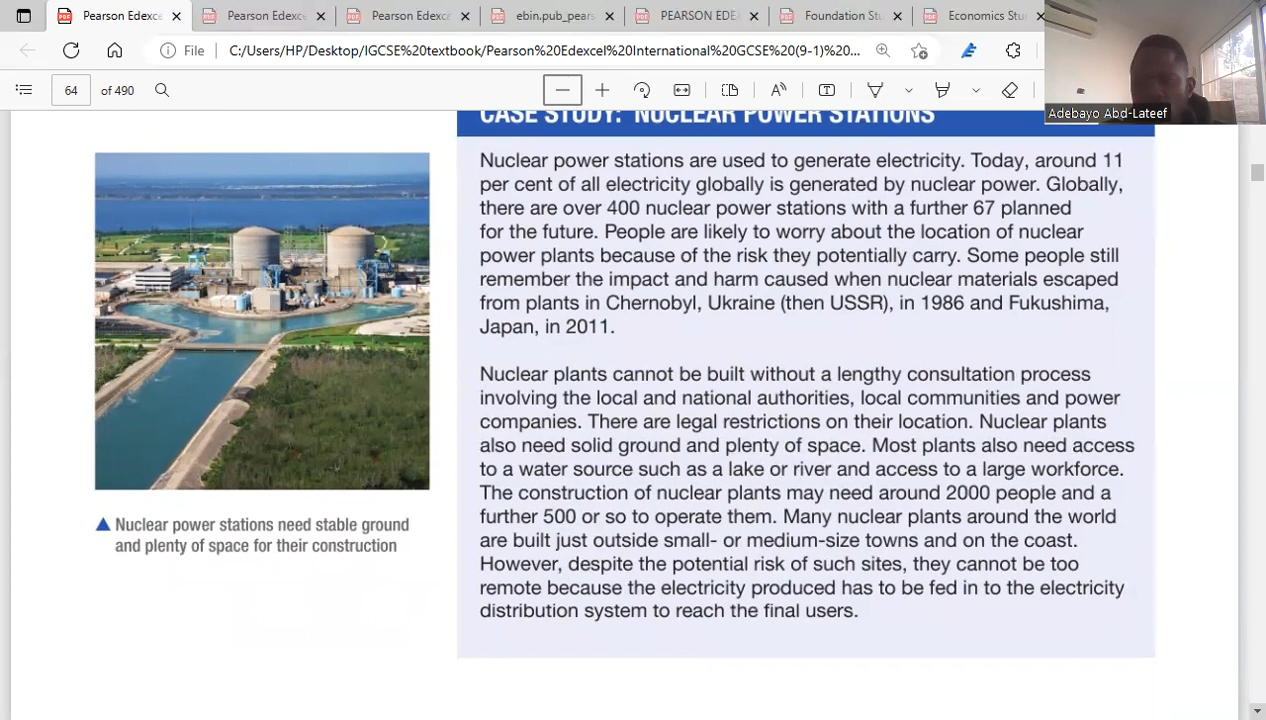 Pearson Edexce
Pearson Edexce
Pearson Edexca
ebin.pub_pears
PEARSON EDE
Foundation Stu
Economics Stu
File
C:/Users/HP/Desktop/IGCSE%20textbook/Pearson%20Edexcel%20International%20GCSE%20(9-1)%20...
64
of 490
Adebayo Abd-Lateef
CASE STUDY: NUCLEAR POWER STATIONS
Nuclear power stations are used to generate electricity. Today, around 11
per cent of all electricity globally is generated by nuclear power. Globally,
there are over 400 nuclear power stations with a further 67 planned
for the future. People are likely to worry about the location of nuclear
power plants because of the risk they potentially carry. Some people still
remember the impact and harm caused when nuclear materials escaped
from plants in Chernobyl, Ukraine (then USSR), in 1986 and Fukushima,
Japan, in 2011.
Nuclear plants cannot be built without a lengthy consultation process
involving the local and national authorities, local communities and power
companies. There are legal restrictions on their location. Nuclear plants
also need solid ground and plenty of space. Most plants also need access
to a water source such as a lake or river and access to a large workforce.
The construction of nuclear plants may need around 2000 people and a
further 500 or so to operate them. Many nuclear plants around the world
are built just outside small- or medium-size towns and on the coast.
However, despite the potential risk of such sites, they cannot be too
remote because the electricity produced has to be fed in to the electricity
distribution system to reach the final users.
Nuclear power stations need stable ground
and plenty of space for their construction